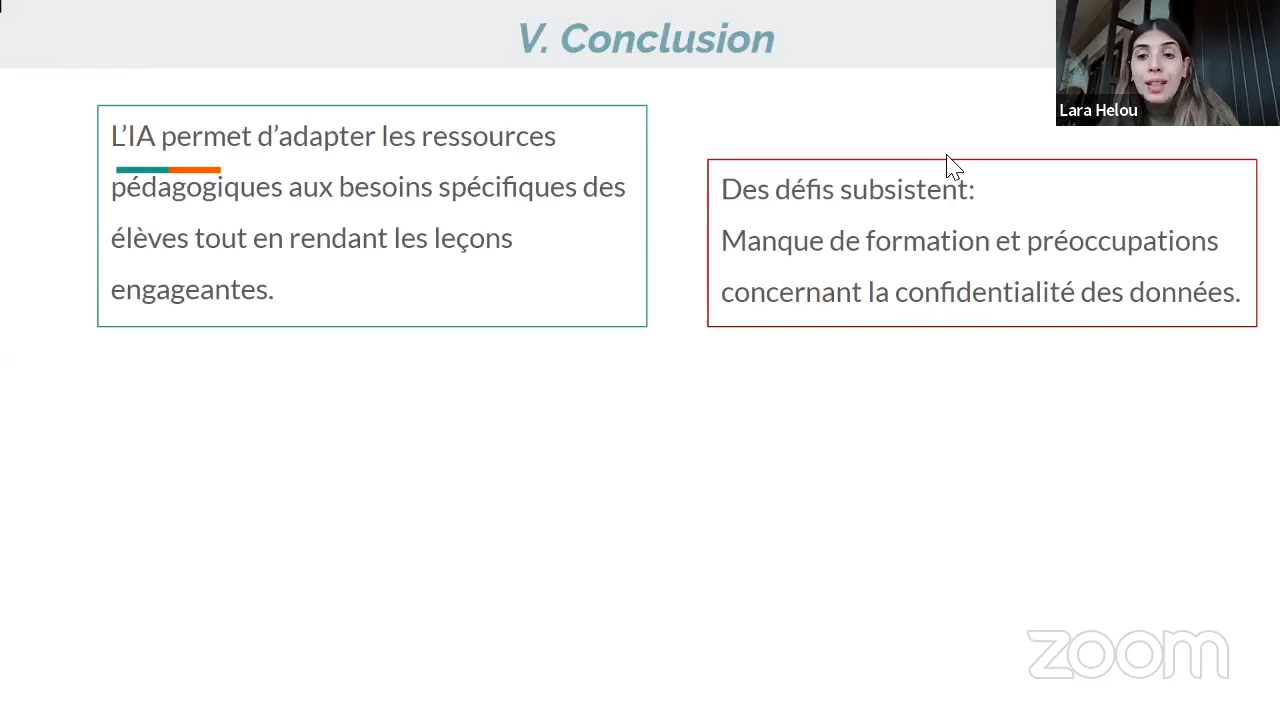 V. Conclusion
Lara Helou
L’IA permet d’adapter les ressources
pédagogiques aux besoins spécifiques des
élèves tout en rendant les leçons
engageantes.
Des défis subsistent:
Manque de formation et préoccupations
concernant la confidentialité des données.
zoom